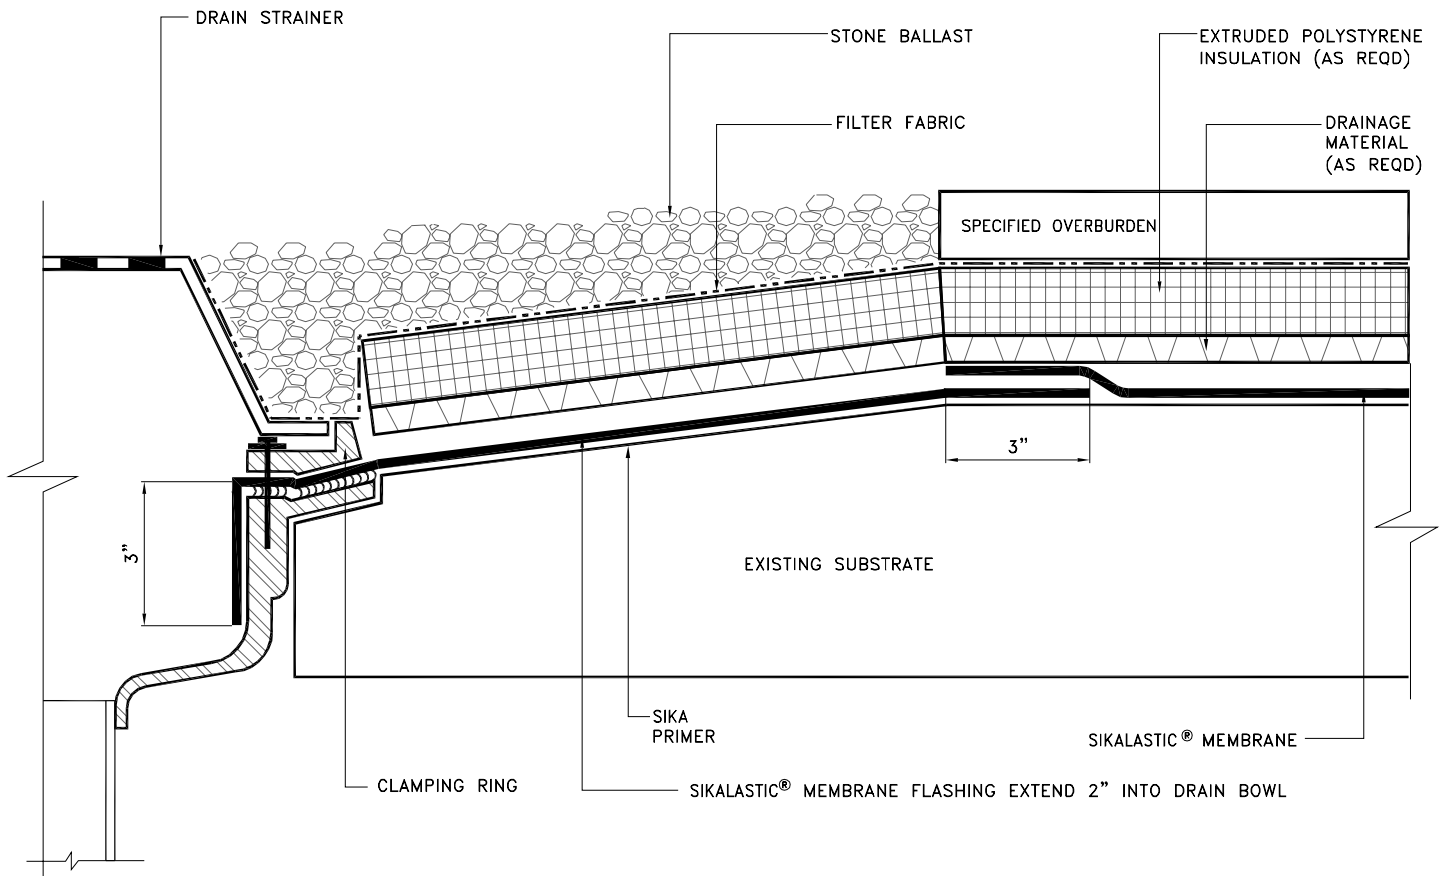 DRAIN STRAINER
STONE BALLAST
EXTRUDED POLYSTYRENE
INSULATION (AS REQD)
FILTER FABRIC
DRAINAGE
MATERIAL
(AS REQD)
SPECIFIED OVERBURDEN
3"
3"
EXISTING SUBSTRATE
SIKA
PRIMER
SIKALASTIC® MEMBRANE
CLAMPING RING
SIKALASTIC® MEMBRANE FLASHING EXTEND 2" INTO DRAIN BOWL